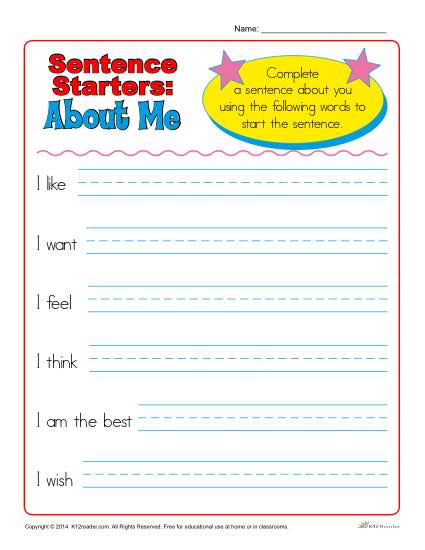 Name:
Sentence
Starters:
About Me
Complete
a sentence about you
using the following words to
start the sentence.
I like
I want
I feel
I think
I am the best
I wish
Copyright © 2014 K12reader.com. All Rights Reserved. Free for educational use at home or in classrooms.
K12Reader